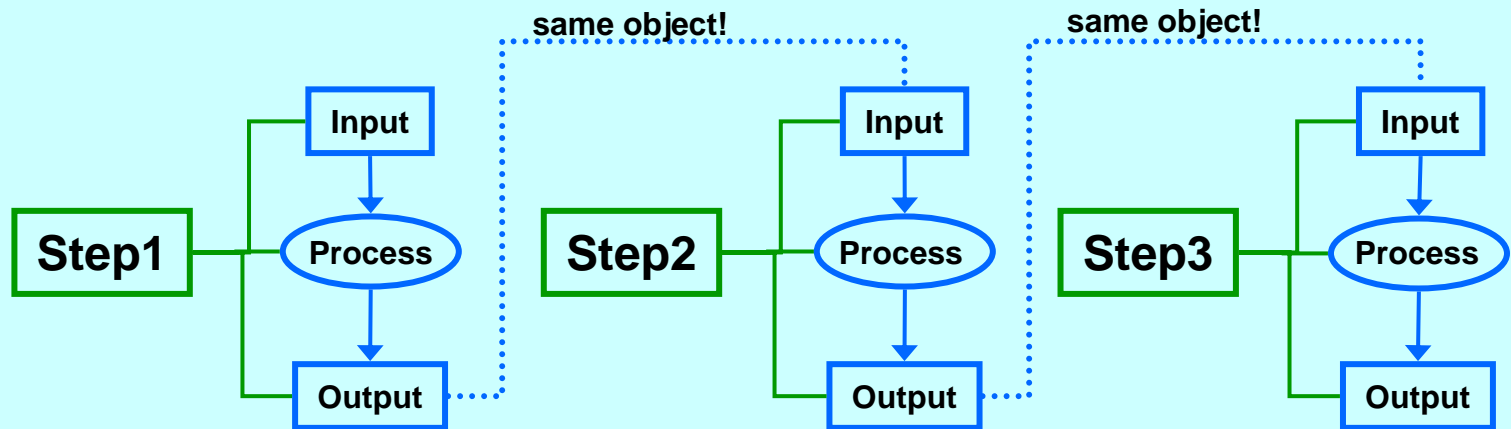 same object!
same object!
Input
Input
Input
Step1
Process
Step2
Process
Step3
Process
Output
Output
Output